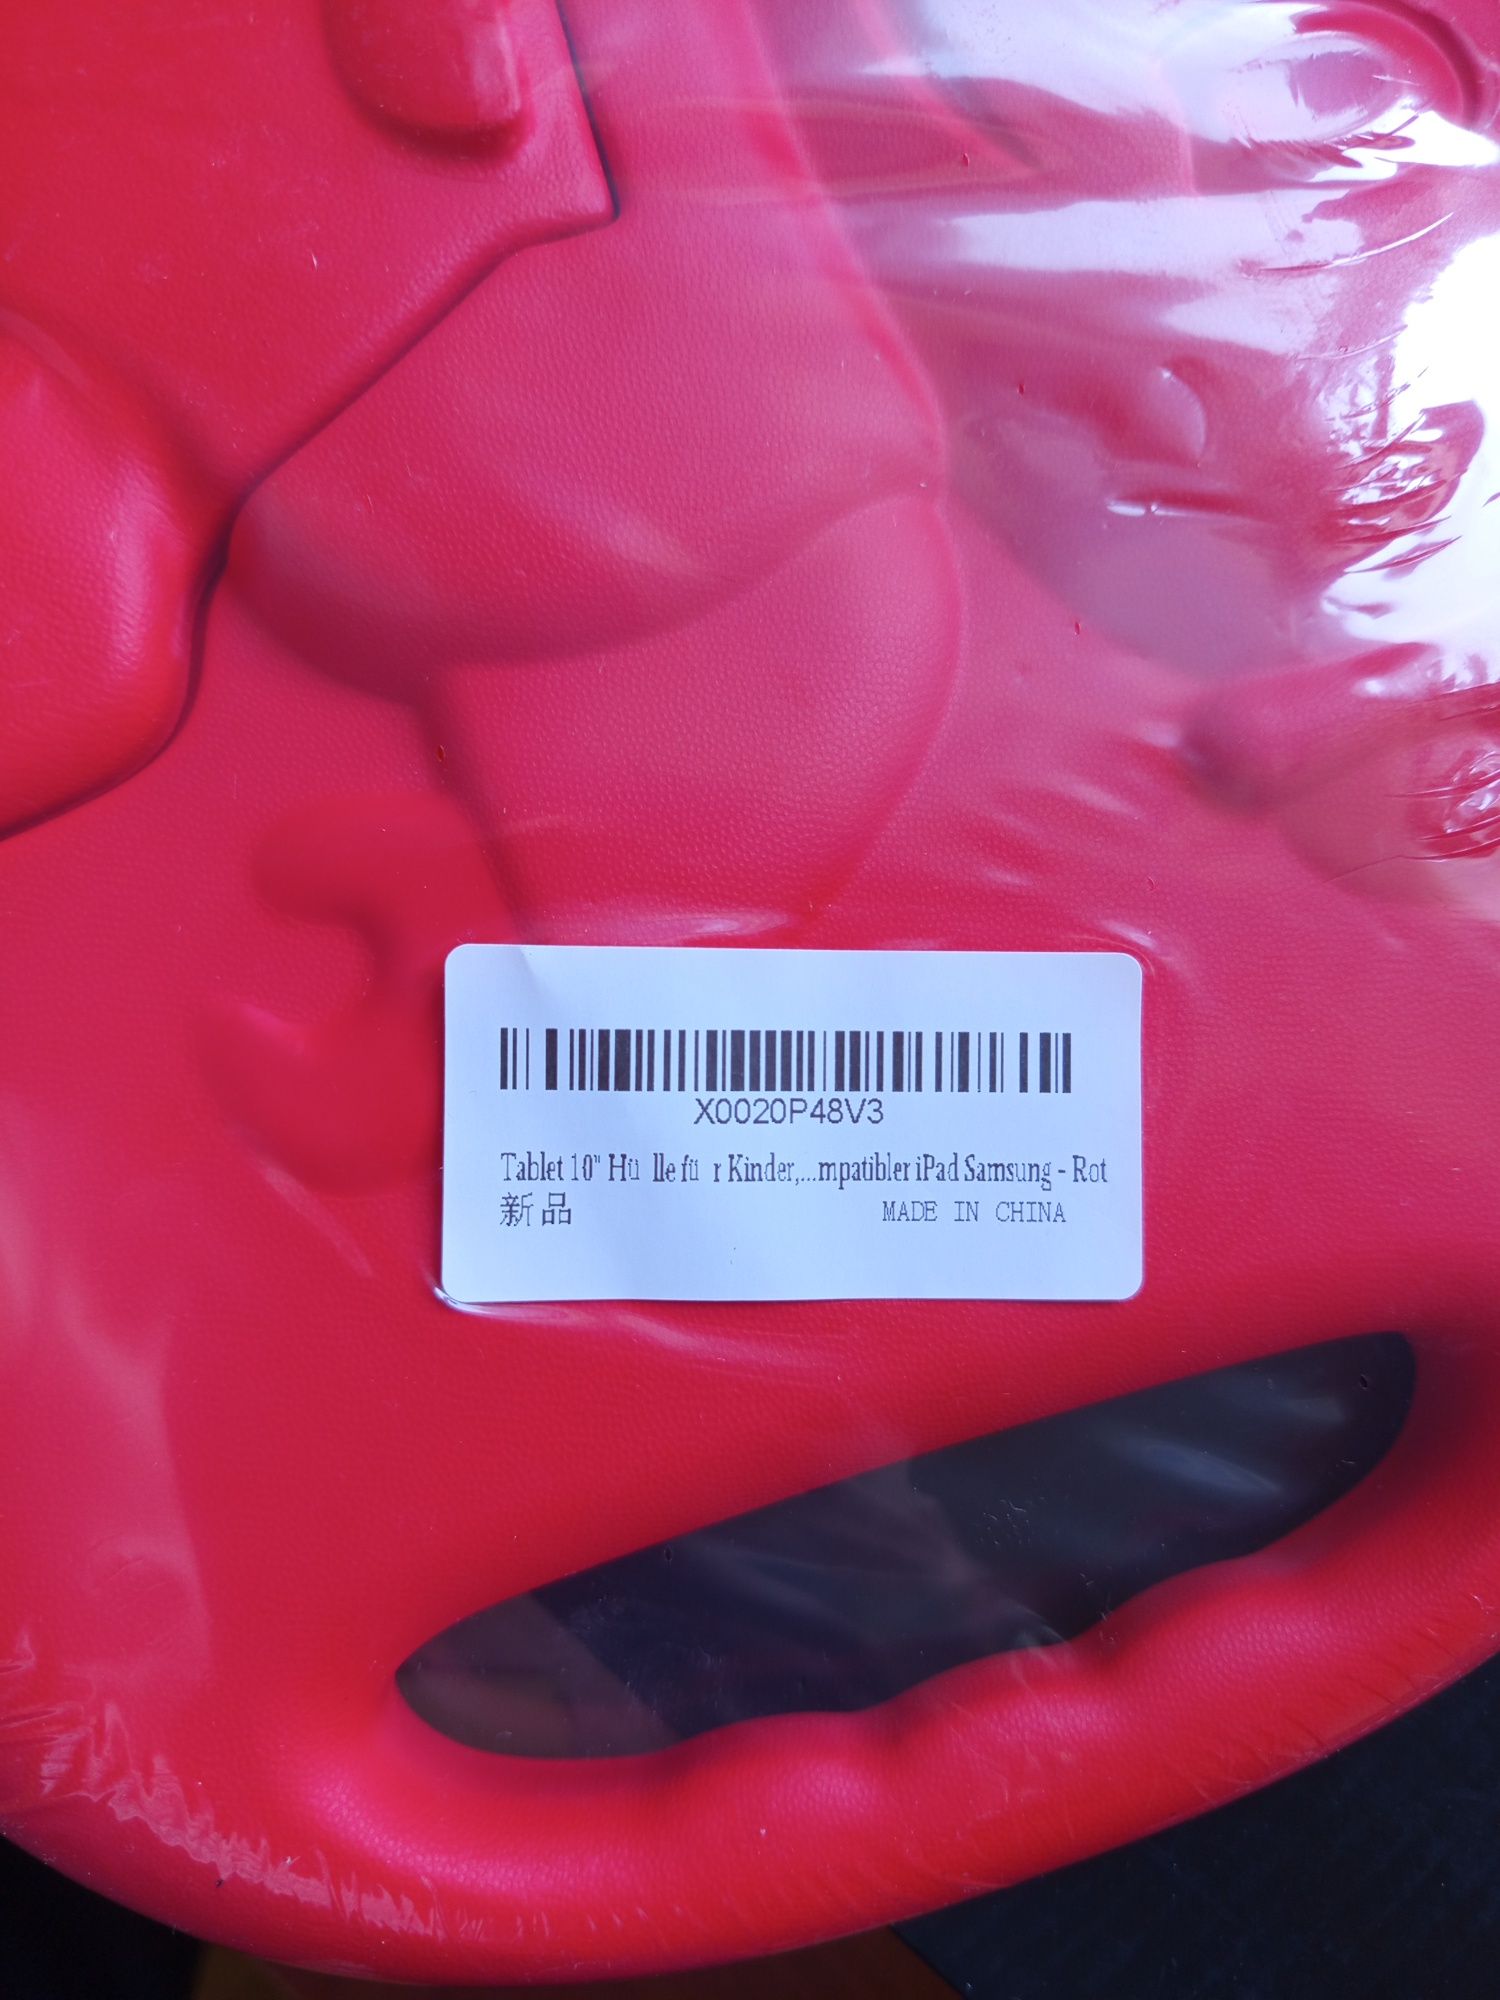 X0020P48V3
Tablet 10" Hü lle fü r Kinder,...mpatibler iPad Samsung - Rot
新品 MADE IN CHINA